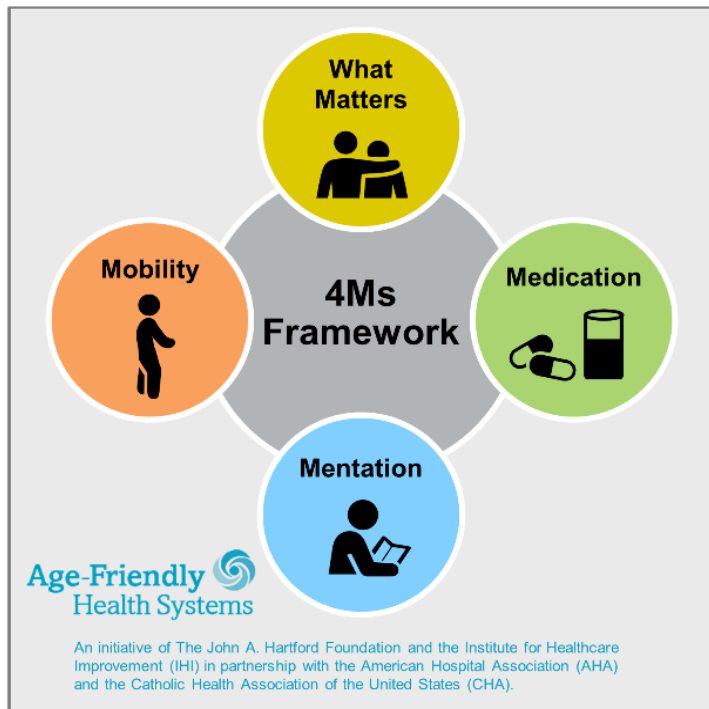 What
Matters
Mobility
4Ms
Framework
Medication
Mentation
Age-Friendly
Health Systems
An initiative of The John A. Hartford Foundation and the Institute for Healthcare
Improvement (IHI) in partnership with the American Hospital Association (AHA)
and the Catholic Health Association of the United States (CHA).